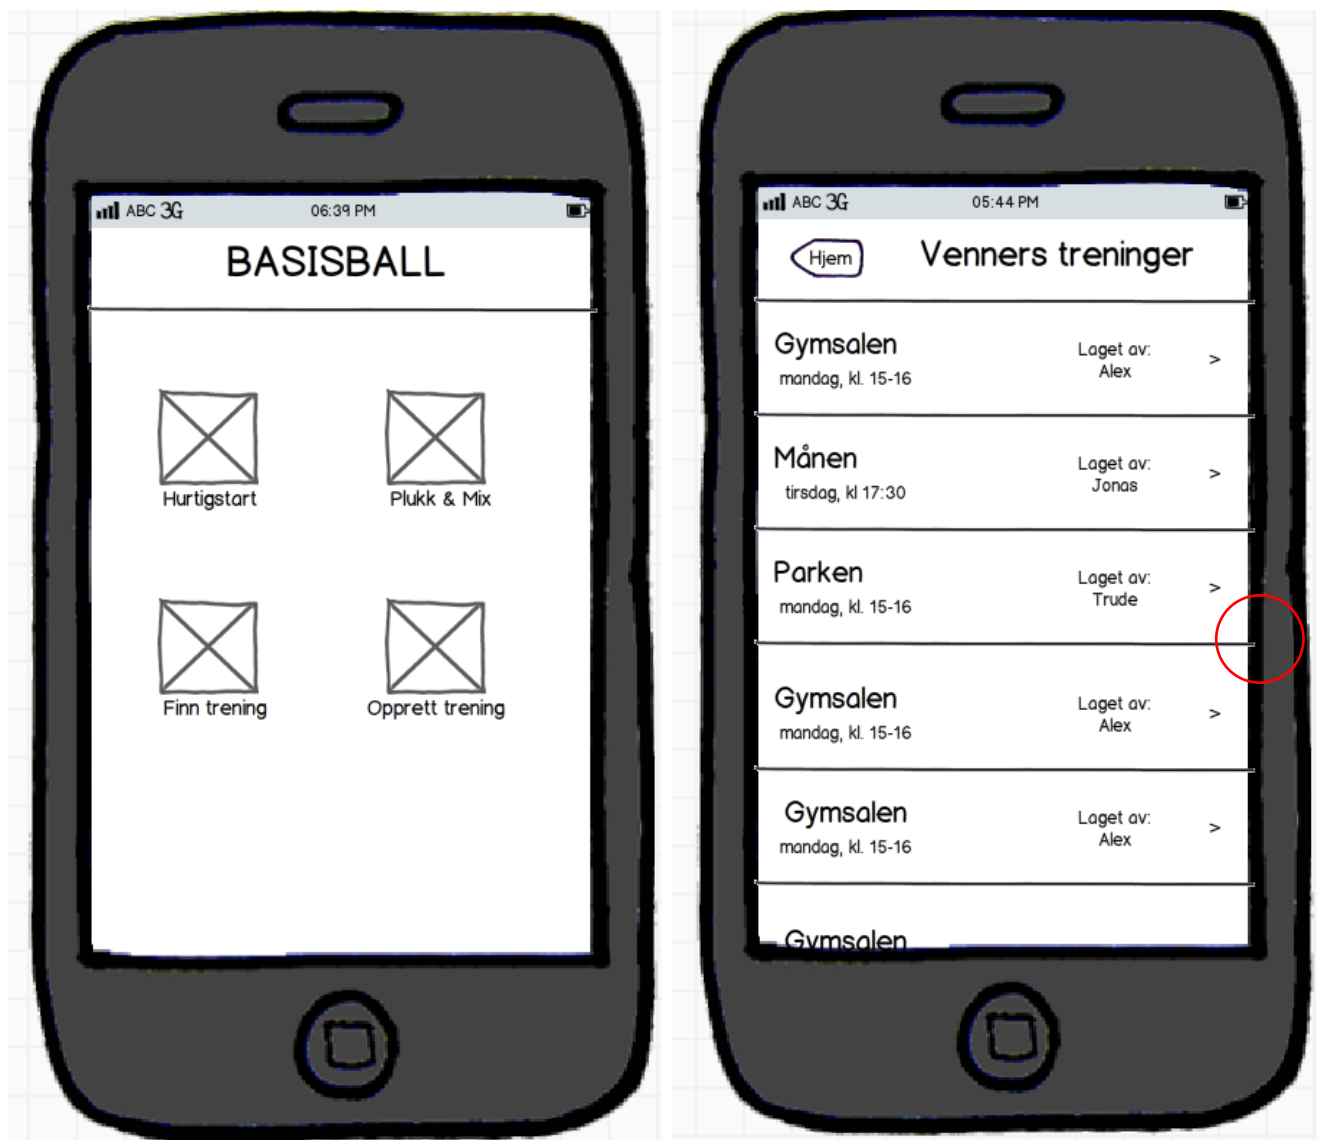 ABC 3G 06:39 PM
BASISBALL
Hurtigstart
Plukk & Mix
Finn trening
Opprett trening
ABC 3G 05:44 PM
Hjem
Venners treninger
Gymsalen
mandag, kl. 15-16
Laget av:
Alex
>
Månen
tirsdag, kl 17:30
Laget av:
Jonas
>
Parken
mandag, kl. 15-16
Laget av:
Trude
>
Gymsalen
mandag, kl. 15-16
Laget av:
Alex
>
Gymsalen
mandag, kl. 15-16
Laget av:
Alex
>
Gymsalen